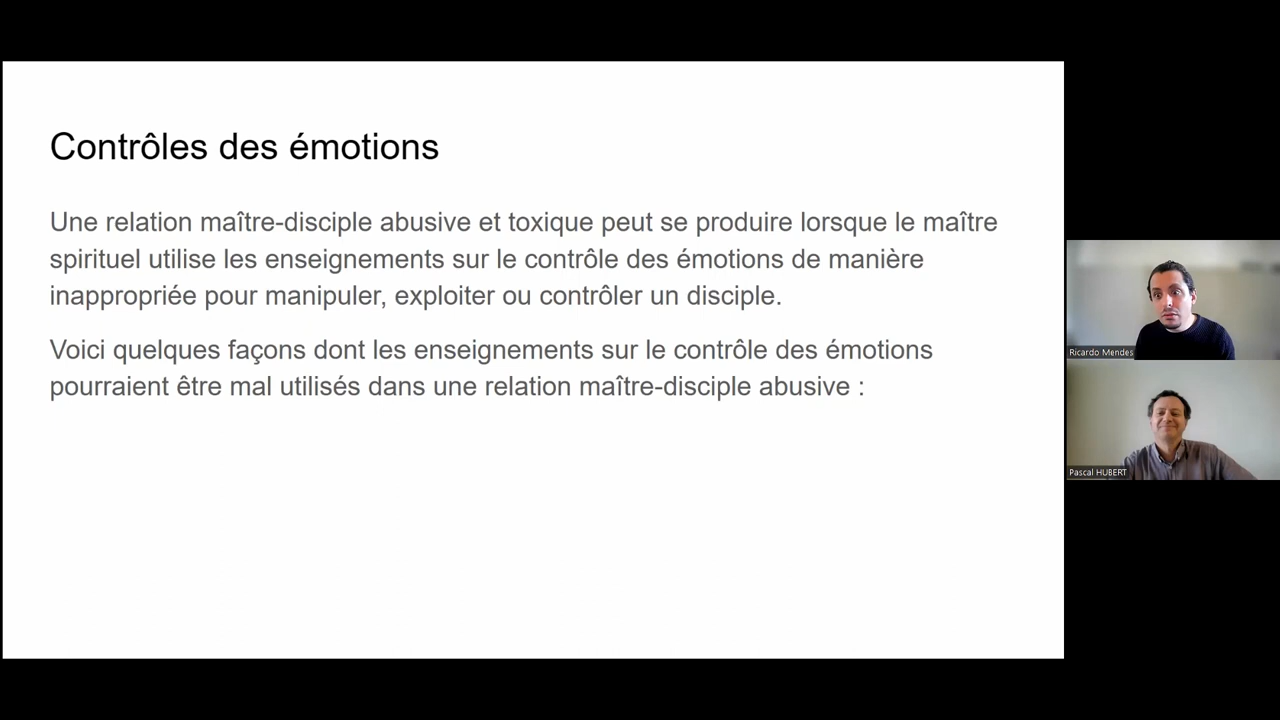 Contrôles des émotions
Une relation maître-disciple abusive et toxique peut se produire lorsque le maître
spirituel utilise les enseignements sur le contrôle des émotions de manière
inappropriée pour manipuler, exploiter ou contrôler un disciple.
Voici quelques façons dont les enseignements sur le contrôle des émotions
pourraient être mal utilisés dans une relation maître-disciple abusive :
Ricardo Mendes
Pascal HUBERT